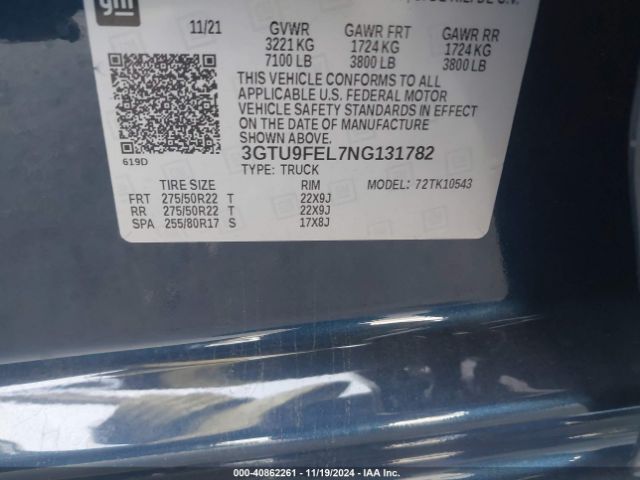 gm
11/21 GVWR GAWR FRT GAWR RR
3221 KG 1724 KG 1724 KG
7100 LB 3800 LB 3800 LB
THIS VEHICLE CONFORMS TO ALL
APPLICABLE U.S. FEDERAL MOTOR
VEHICLE SAFETY STANDARDS IN EFFECT
ON THE DATE OF MANUFACTURE
SHOWN ABOVE.
619D 3GTU9FEL7NG131782
TYPE: TRUCK MODEL: 72TK10543
TIRE SIZE RIM
FRT 275/50R22 T 22X9J
RR 275/50R22 T 22X9J
SPA 255/80R17 S 17X8J
©2024 - 40862261 - 11/19/2024 - IAA Inc.